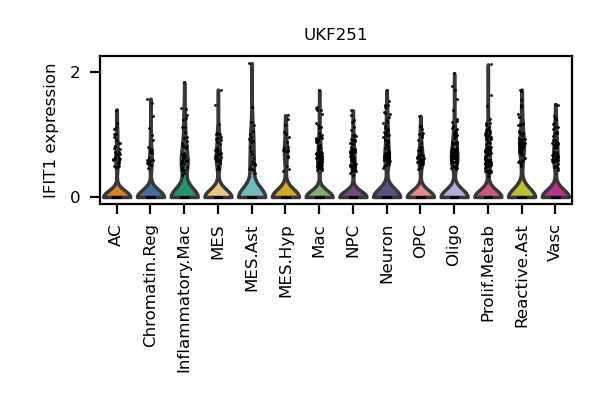 UKF251
IFIT1 expression
2
0
AC
Chromatin.Reg
Inflammatory.Mac
MES
MES.Ast
MES.Hyp
Mac
NPC
Neuron
OPC
Oligo
Prolif.Metab
Reactive.Ast
Vasc